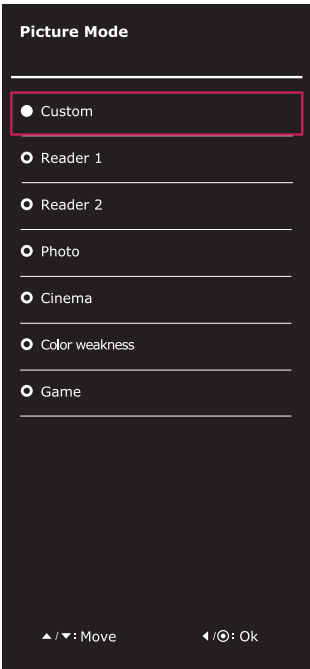 Picture Mode
Custom
Reader 1
Reader 2
Photo
Cinema
Color weakness
Game
▲/▼: Move ◀/◉: Ok